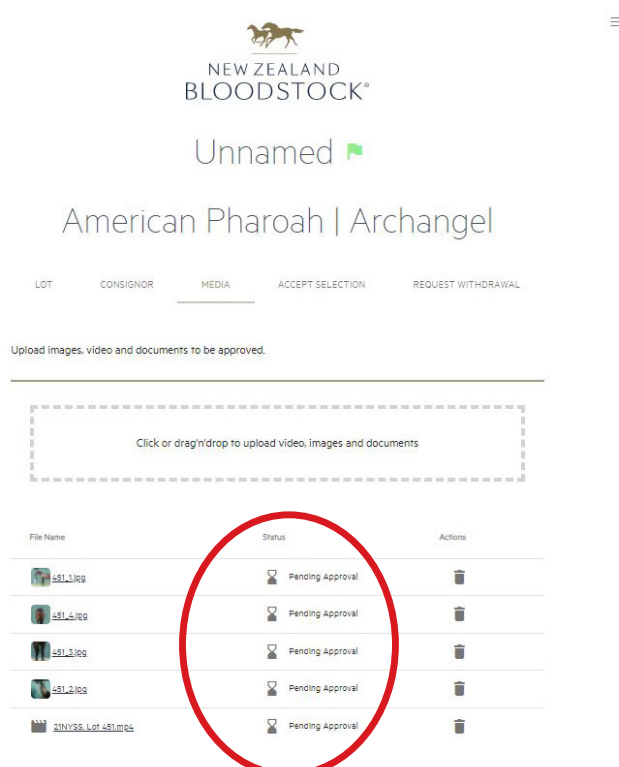 NEW ZEALAND
BLOODSTOCK®
Unnamed
American Pharoah | Archangel
LOT CONSIGNOR MEDIA ACCEPT SELECTION REQUEST WITHDRAWAL
Upload images, video and documents to be approved.
Click or drag'n'drop to upload video, images and documents
File Name Status Actions
451_1.jpg Pending Approval
451_4.jpg Pending Approval
451_3.jpg Pending Approval
451_2.jpg Pending Approval
21NYSS, Lot 451.mp4 Pending Approval